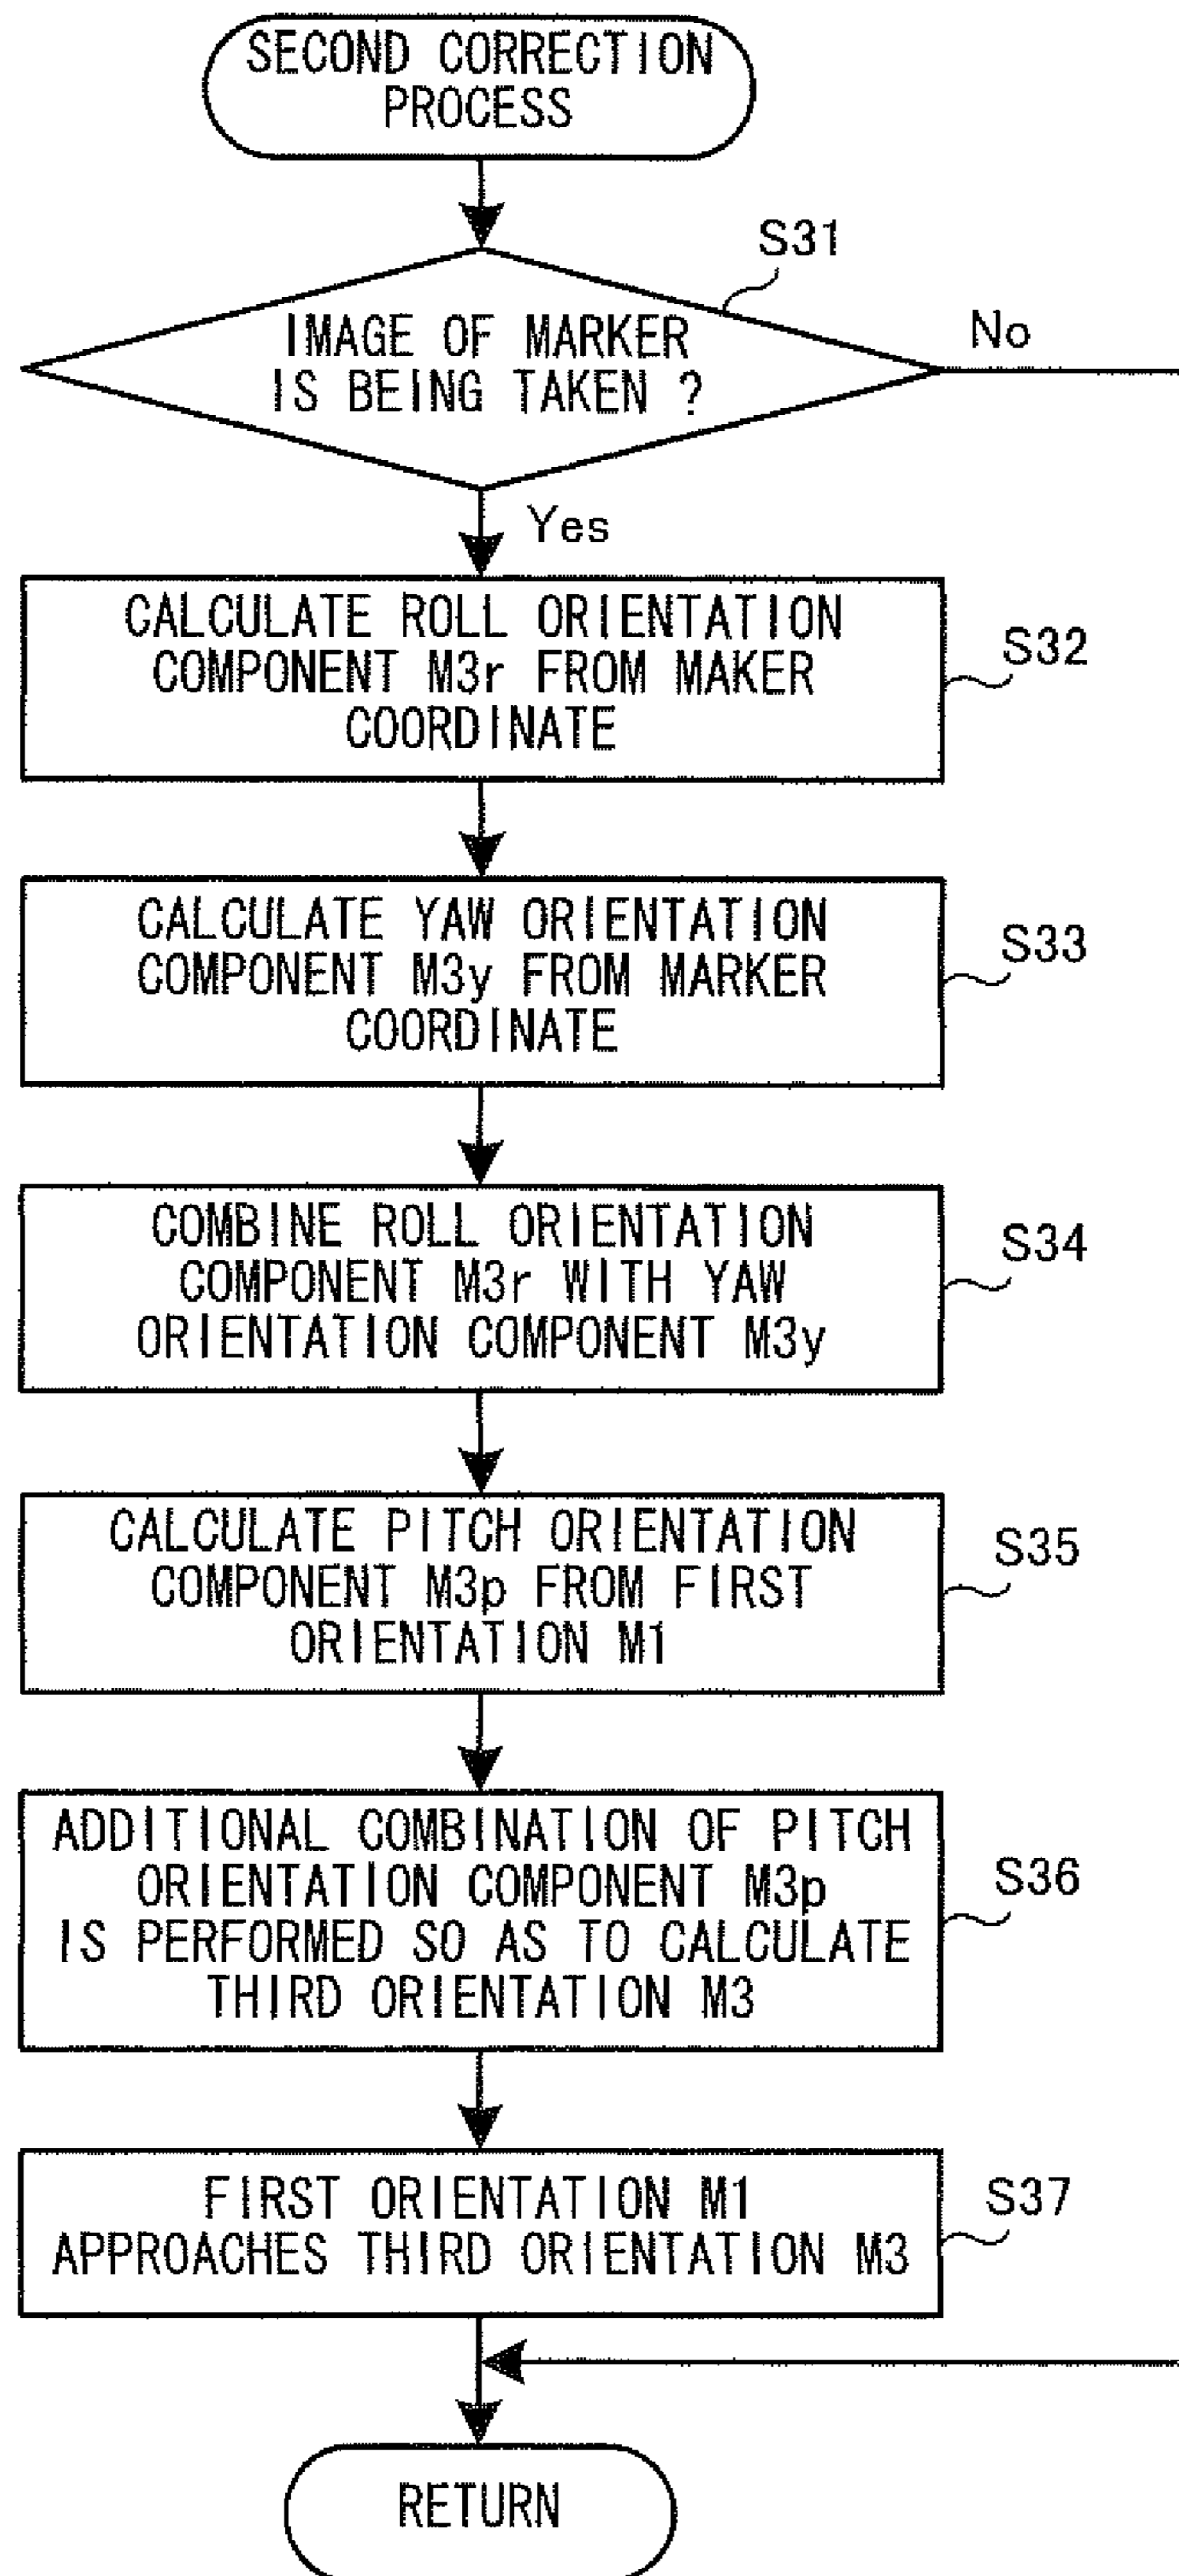 SECOND CORRECTION
PROCESS
S31
IMAGE OF MARKER
IS BEING TAKEN ?
No
Yes
CALCULATE ROLL ORIENTATION
COMPONENT M3r FROM MAKER
COORDINATE
S32
CALCULATE YAW ORIENTATION
COMPONENT M3y FROM MARKER
COORDINATE
S33
COMBINE ROLL ORIENTATION
COMPONENT M3r WITH YAW
ORIENTATION COMPONENT M3y
S34
CALCULATE PITCH ORIENTATION
COMPONENT M3p FROM FIRST
ORIENTATION M1
S35
ADDITIONAL COMBINATION OF PITCH
ORIENTATION COMPONENT M3p
IS PERFORMED SO AS TO CALCULATE
THIRD ORIENTATION M3
S36
FIRST ORIENTATION M1
APPROACHES THIRD ORIENTATION M3
S37
RETURN